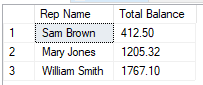 Rep Name Total Balance
1 Sam Brown 412.50
2 Mary Jones 1205.32
3 William Smith 1767.10